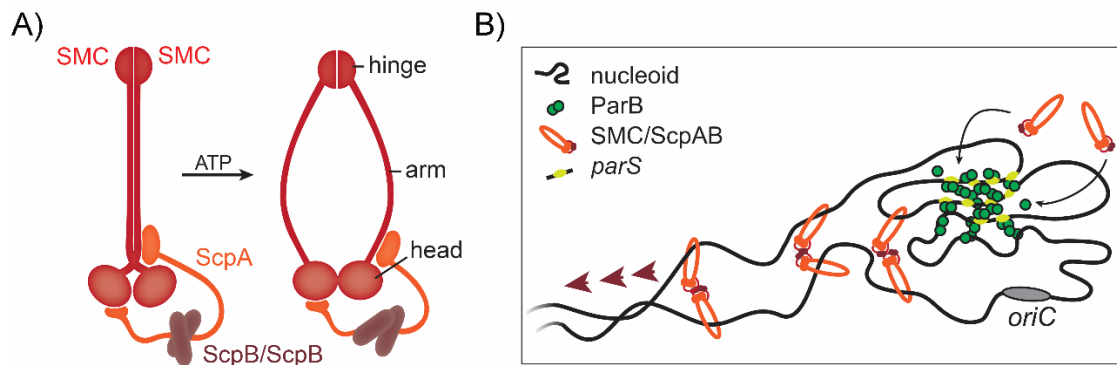 A)
SMC SMC
hinge
ATP
arm
ScpA
head
ScpB/ScpB
B)
nucleoid
ParB
SMC/ScpAB
parS
oriC